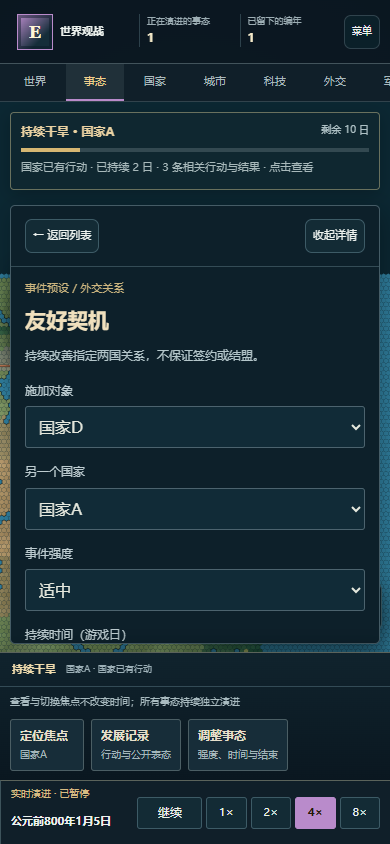 E
世界观战
正在演进的事态
1
已留下的编年
1
菜单
世界
事态
国家
城市
科技
外交
持续干旱 · 国家A
剩余 10 日
国家已有行动 · 已持续 2 日 · 3 条相关行动与结果 · 点击查看
← 返回列表
收起详情
事件预设 / 外交关系
友好契机
持续改善指定两国关系，不保证签约或结盟。
施加对象
国家D
另一个国家
国家A
事件强度
适中
持续时间（游戏日）
持续干旱
国家A · 国家已有行动
查看与切换焦点不改变时间；所有事态持续独立演进
定位焦点
国家A
发展记录
行动与公开表态
调整事态
强度、时间与结束
实时演进 · 已暂停
公元前800年1月5日
继续
1×
2×
4×
8×